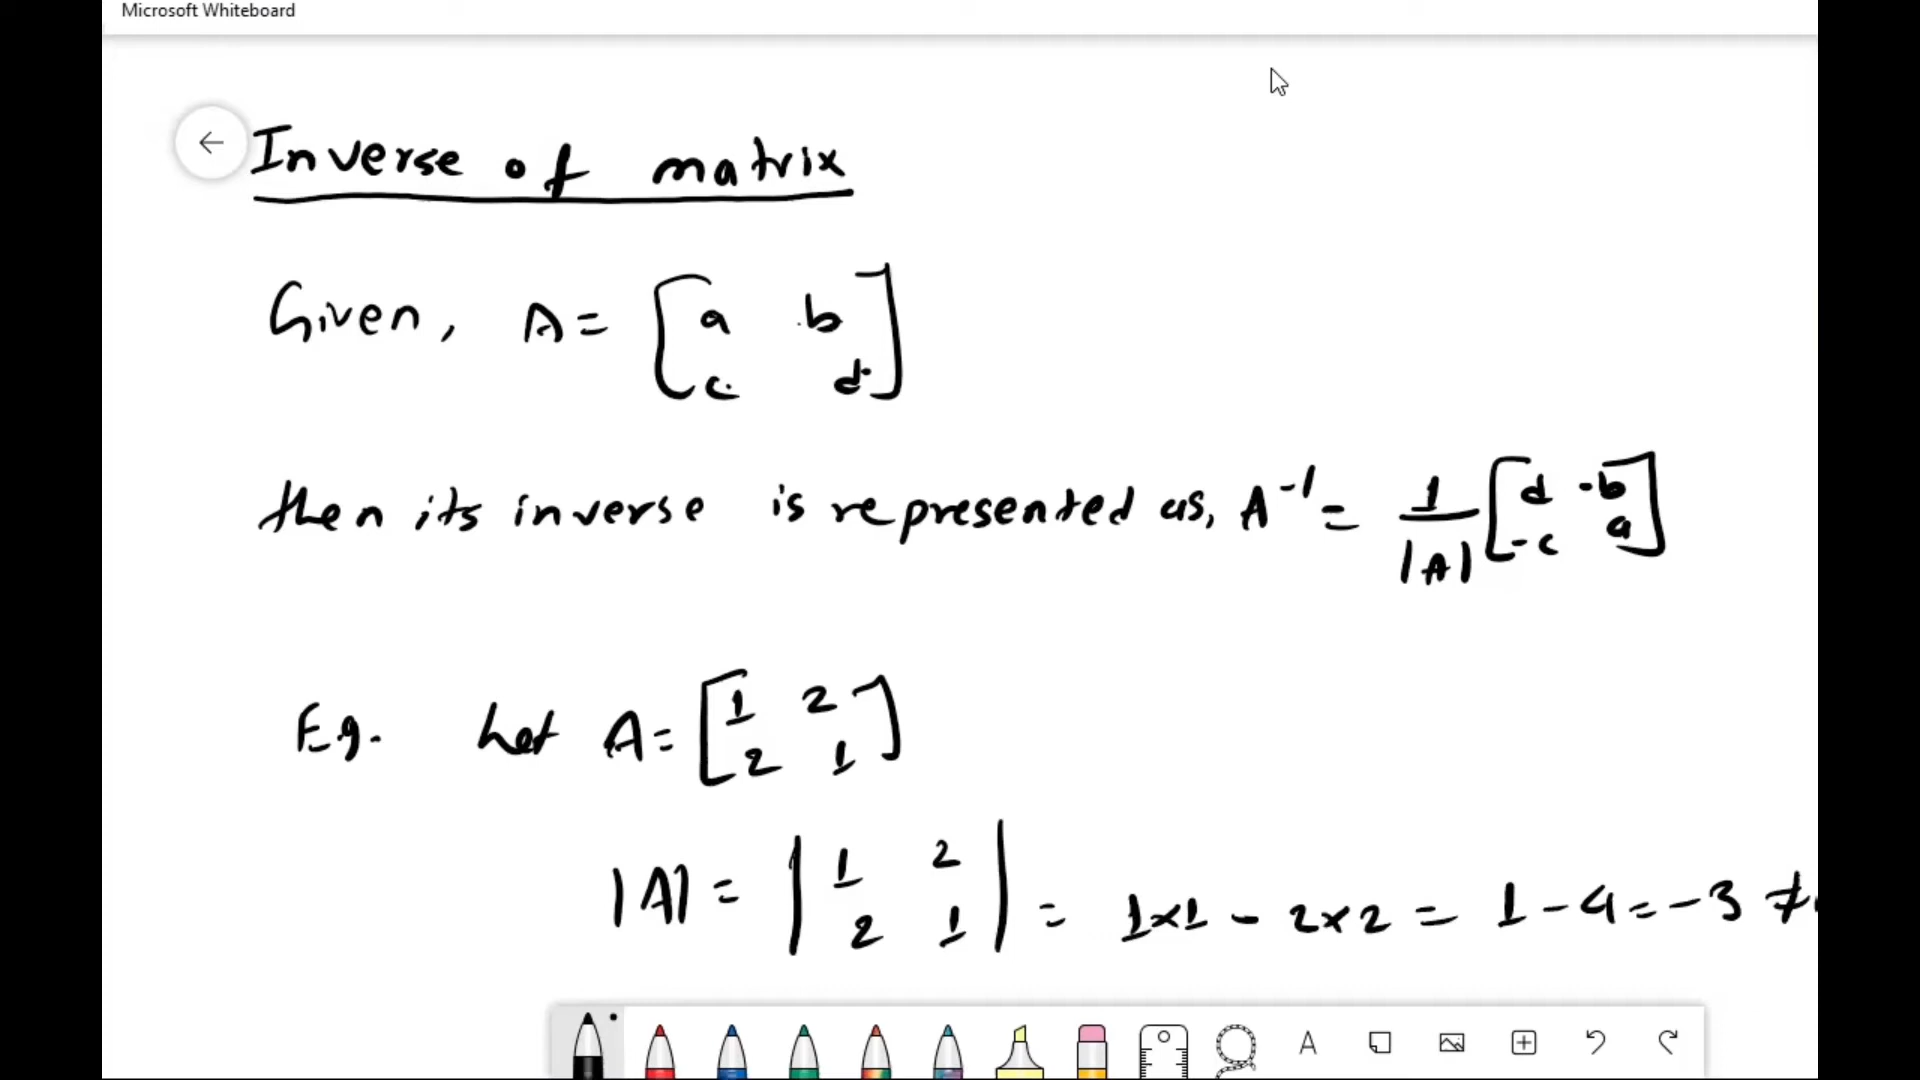 Microsoft Whiteboard
Inverse of matrix
Given, A = [a b
c d]
then its inverse is represented as, A⁻¹ = 1/|A| [d -b
-c a]
E.g. Let A = [1 2
2 1]
|A| = |1 2
2 1| = 1×1 - 2×2 = 1 - 4 = -3 ≠
A